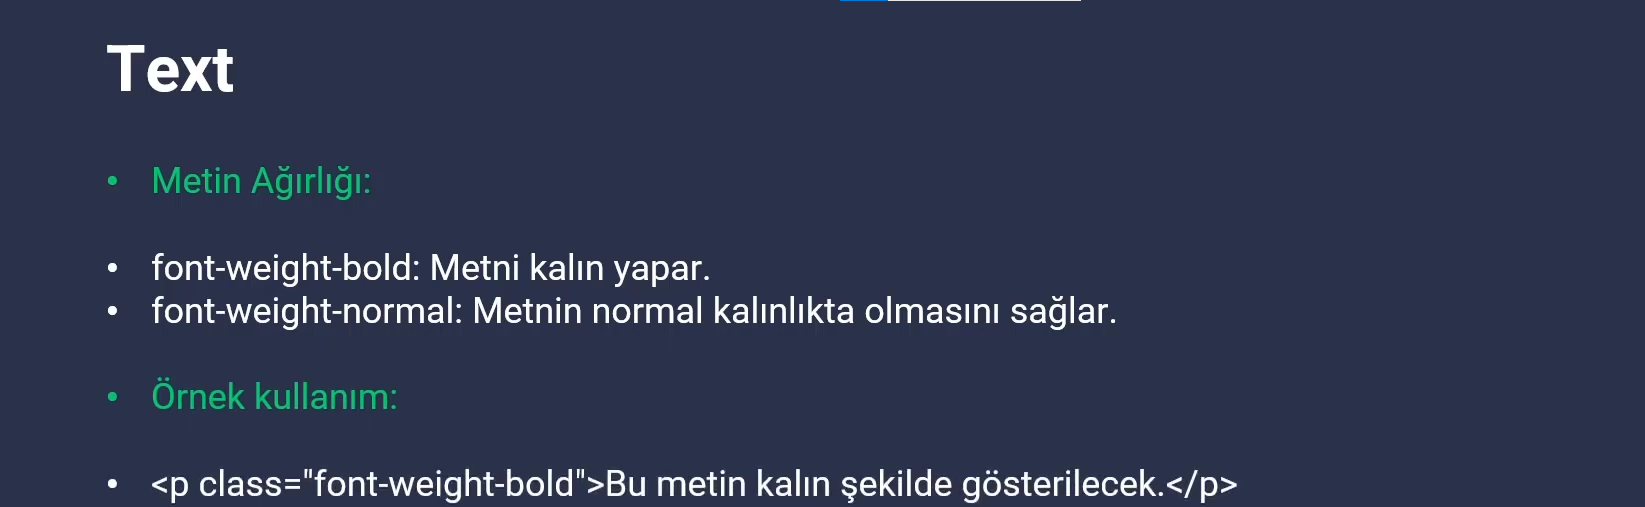 Text
• Metin Ağırlığı:
• font-weight-bold: Metni kalın yapar.
• font-weight-normal: Metnin normal kalınlıkta olmasını sağlar.
• Örnek kullanım:
• <p class="font-weight-bold">Bu metin kalın şekilde gösterilecek.</p>